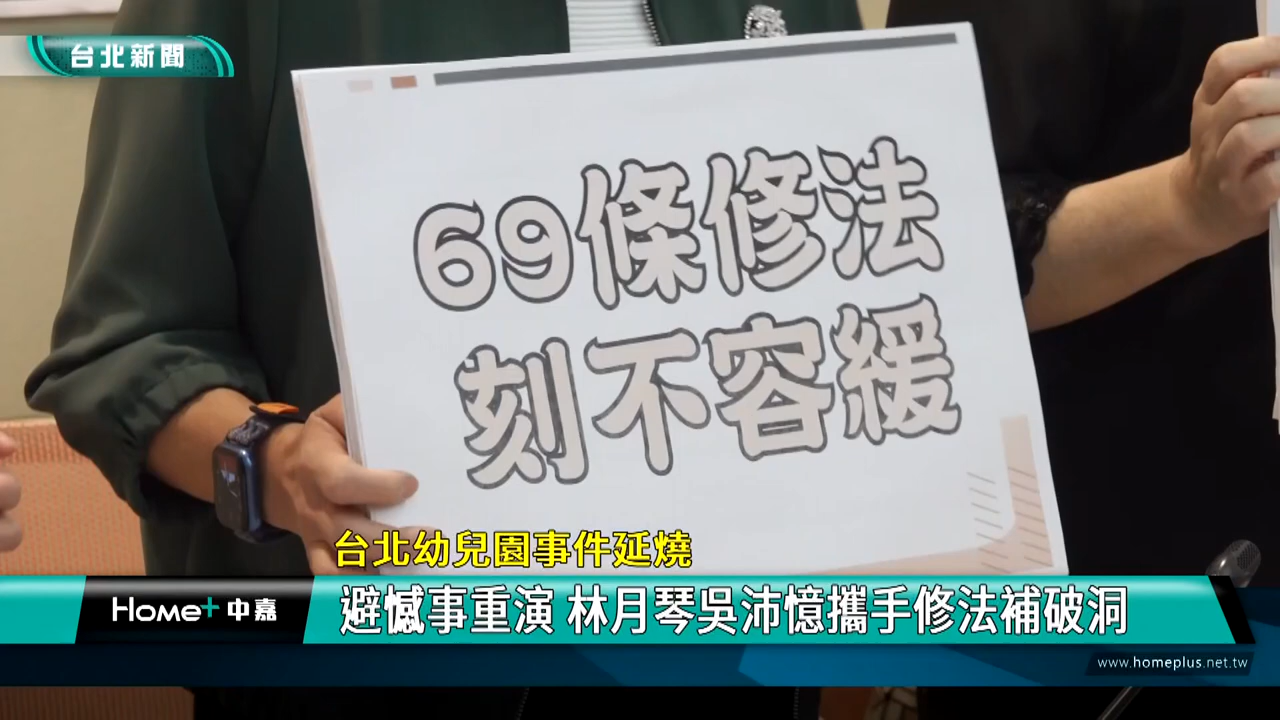 台北新聞
69條修法
刻不容緩
台北幼兒園事件延燒
Home+中嘉
避憾事重演 林月琴吳沛憶攜手修法補破洞
www.homeplus.net.tw